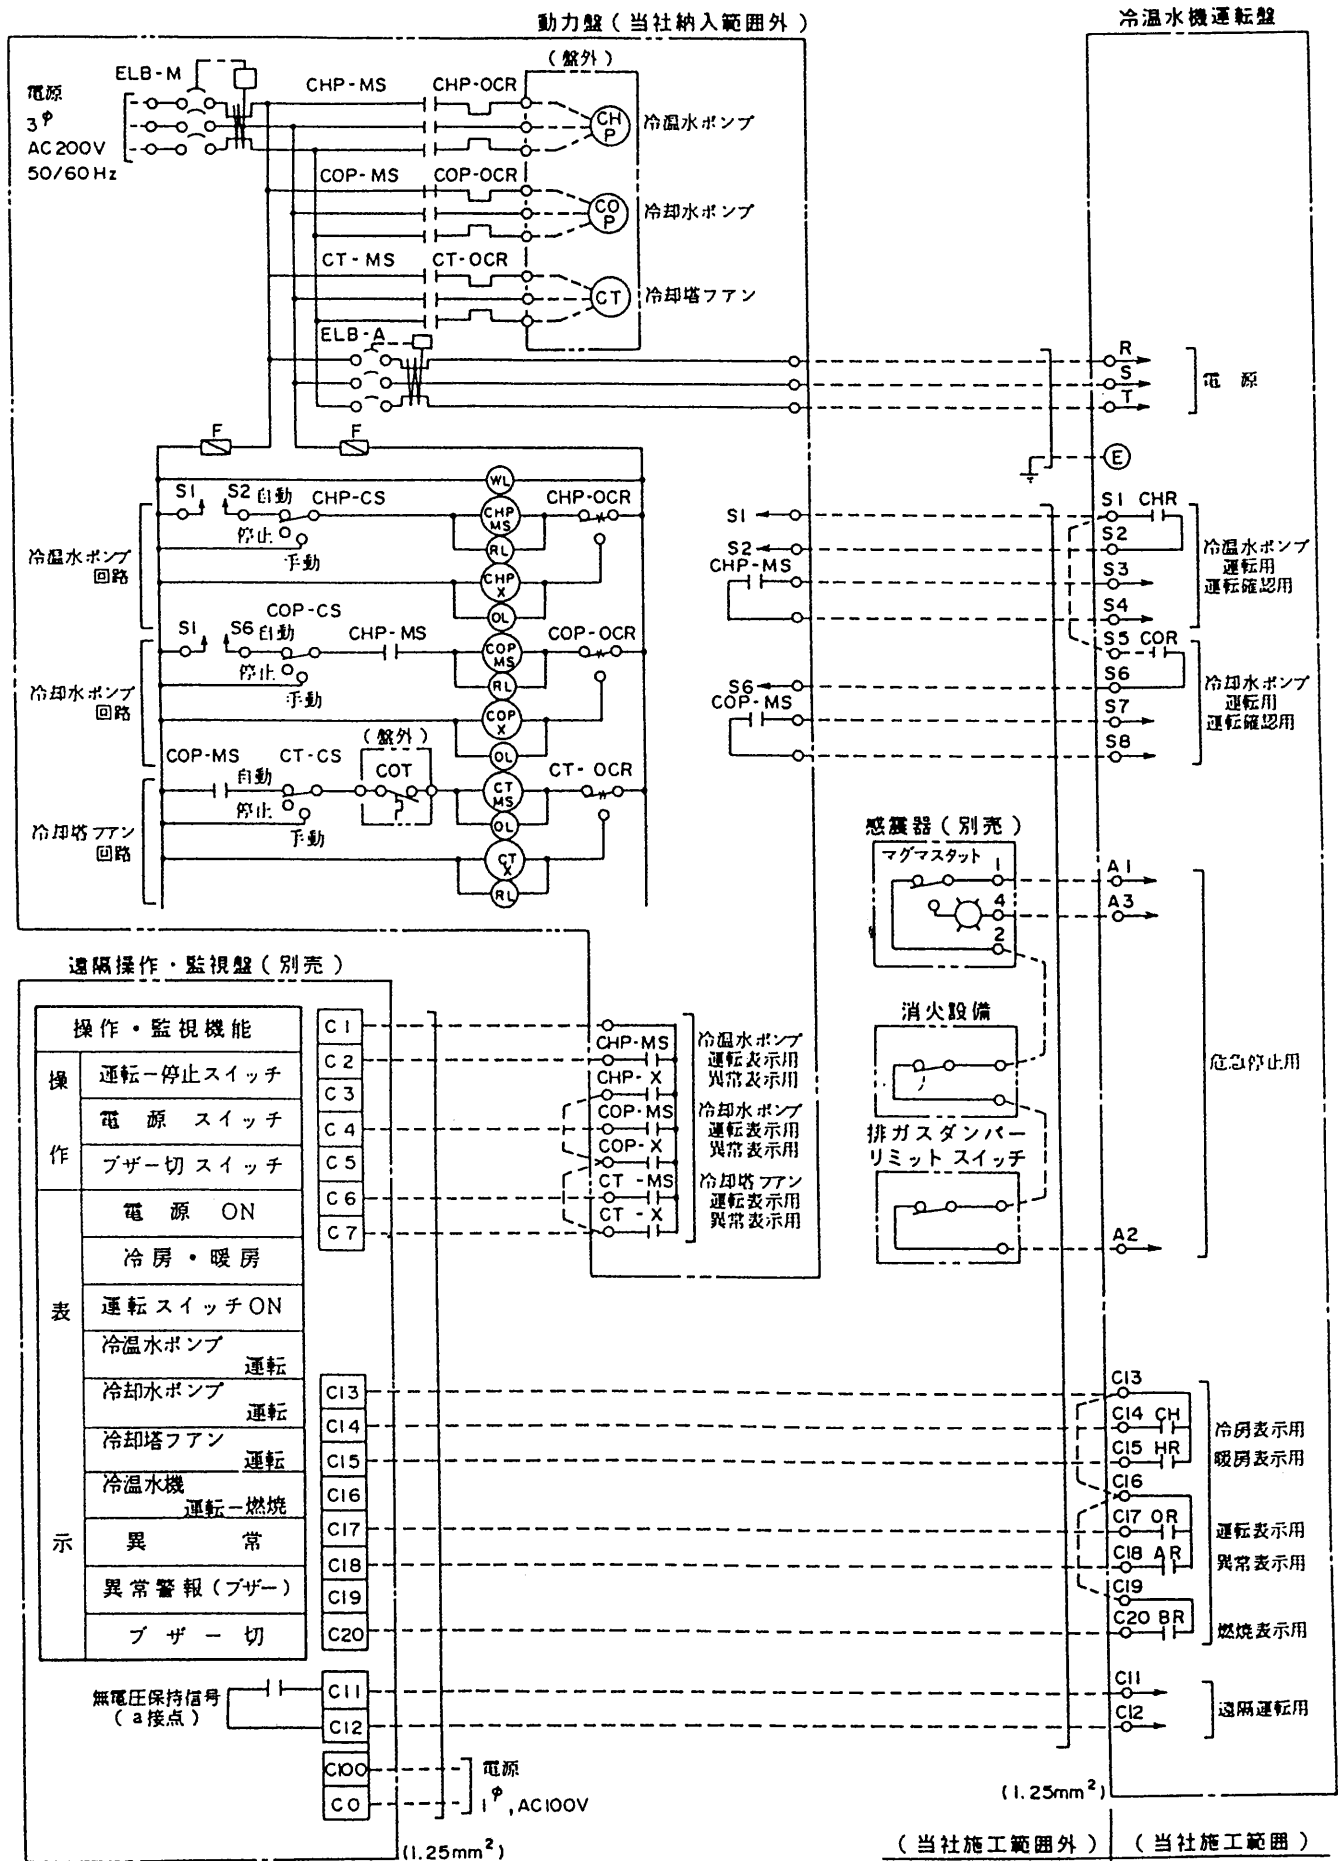 動力盤(当社納入範囲外)
冷温水機運転盤
電源
3φ
AC200V
50/60Hz
ELB-M
CHP-MS
CHP-OCR
(盤外)
CHP
冷温水ポンプ
COP-MS
COP-OCR
COP
冷却水ポンプ
CT-MS
CT-OCR
CT
冷却塔フアン
ELB-A
R
S
T
電源
E
F
F
WL
冷温水ポンプ
回路
S1
S2
自動
停止
手動
CHP-CS
CHP
MS
RL
CHP
X
OL
CHP-OCR
冷却水ポンプ
回路
S1
S6
自動
停止
手動
COP-CS
CHP-MS
COP
MS
RL
COP
X
OL
COP-OCR
冷却塔フアン
回路
COP-MS
自動
停止
手動
CT-CS
(盤外)
COT
CT
MS
OL
CT
X
RL
CT-OCR
S1
S2
CHP-MS
S6
COP-MS
S1
CHR
S2
S3
S4
冷温水ポンプ
運転用
運転確認用
S5
COR
S6
S7
S8
冷却水ポンプ
運転用
運転確認用
感震器(別売)
マグマスタット
1
4
2
A1
A3
消火設備
排ガスダンパー
リミットスイッチ
A2
危急停止用
遠隔操作・監視盤(別売)
操作・監視機能
操作
運転−停止スイッチ
電源 スイッチ
ブザー切スイッチ
表示
電源 ON
冷房・暖房
運転スイッチON
冷温水ポンプ
運転
冷却水ポンプ
運転
冷却塔フアン
運転
冷温水機
運転−燃焼
異常
異常警報(ブザー)
ブザー切
C1
C2
C3
C4
C5
C6
C7
CHP-MS
CHP-X
COP-MS
COP-X
CT-MS
CT-X
冷温水ポンプ
運転表示用
異常表示用
冷却水ポンプ
運転表示用
異常表示用
冷却塔フアン
運転表示用
異常表示用
C13
C14
C15
C16
C17
C18
C19
C20
C13
C14 CH
C15 HR
C16
C17 OR
C18 AR
C19
C20 BR
冷房表示用
暖房表示用
運転表示用
異常表示用
燃焼表示用
無電圧保持信号
(a接点)
C11
C12
C11
C12
遠隔運転用
C100
C0
電源
1φ,AC100V
(1.25mm²)
(1.25mm²)
(当社施工範囲外)
(当社施工範囲)